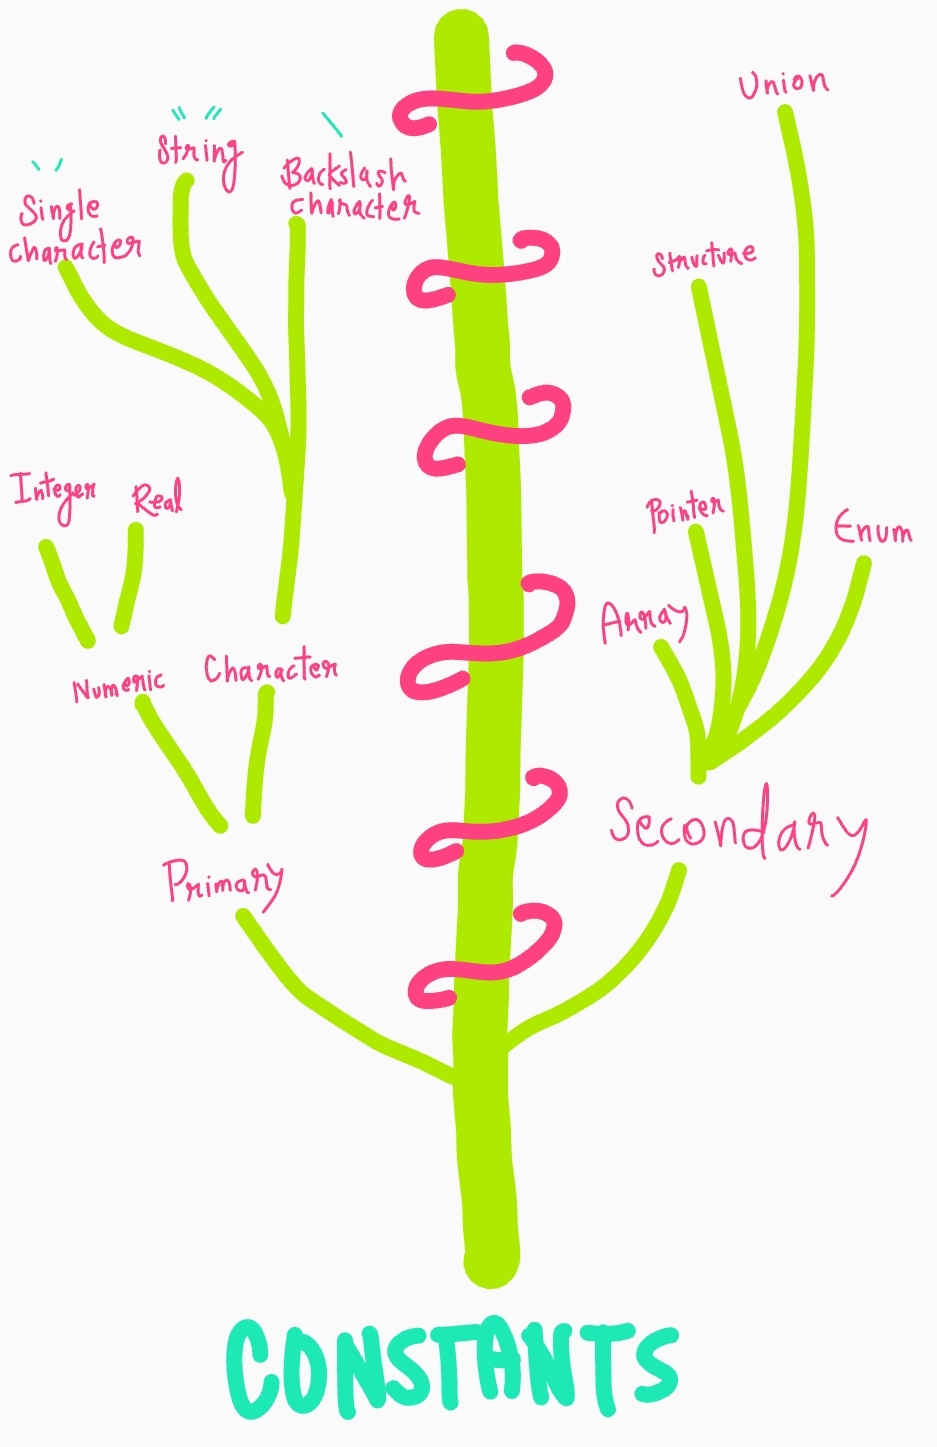 Union
` ´
" "
\
String
Backslash
character
Single
character
Structure
Integer
Real
Pointer
Enum
Array
Numeric
Character
Secondary
Primary
CONSTANTS